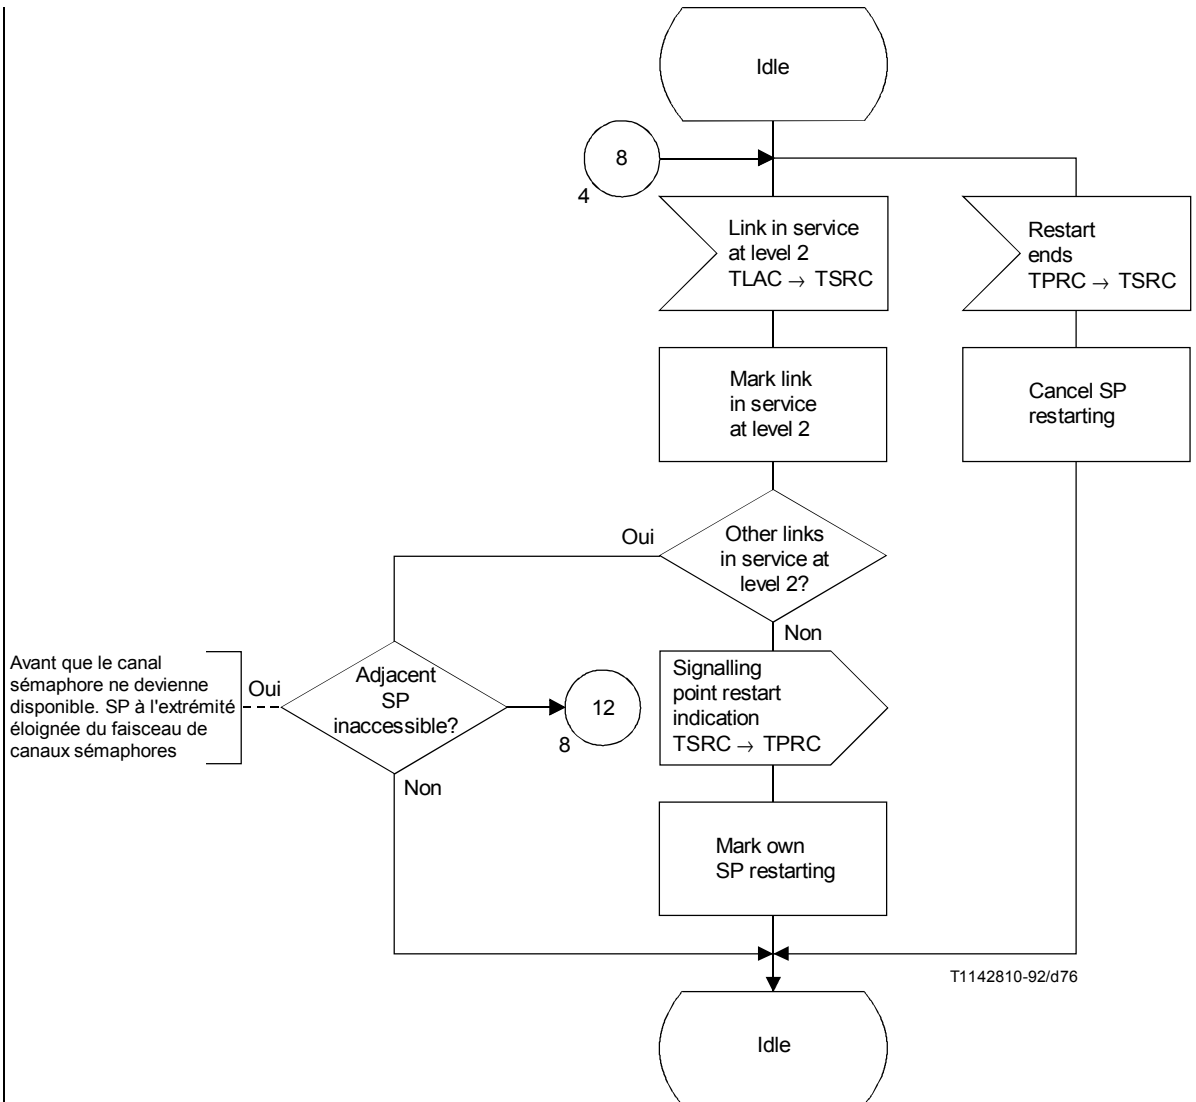 Idle
8
4
Link in service
at level 2
TLAC → TSRC
Restart
ends
TPRC → TSRC
Mark link
in service
at level 2
Cancel SP
restarting
Oui
Other links
in service at
level 2?
Non
Avant que le canal
sémaphore ne devienne
disponible. SP à l'extrémité
éloignée du faisceau de
canaux sémaphores
Oui
Adjacent
SP
inaccessible?
12
8
Non
Signalling
point restart
indication
TSRC → TPRC
Mark own
SP restarting
T1142810-92/d76
Idle